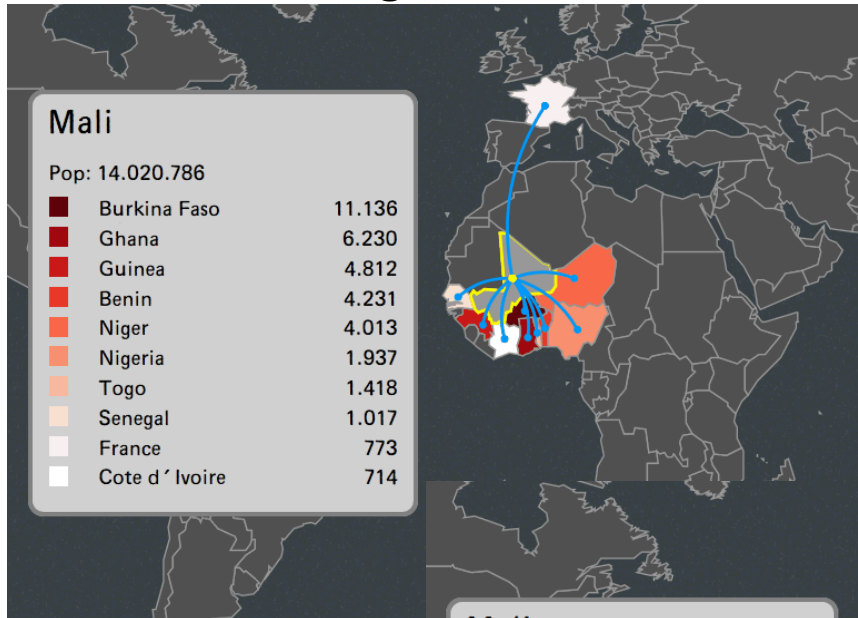 Mali
Pop: 14.020.786
Burkina Faso 11.136
Ghana 6.230
Guinea 4.812
Benin 4.231
Niger 4.013
Nigeria 1.937
Togo 1.418
Senegal 1.017
France 773
Cote d´Ivoire 714